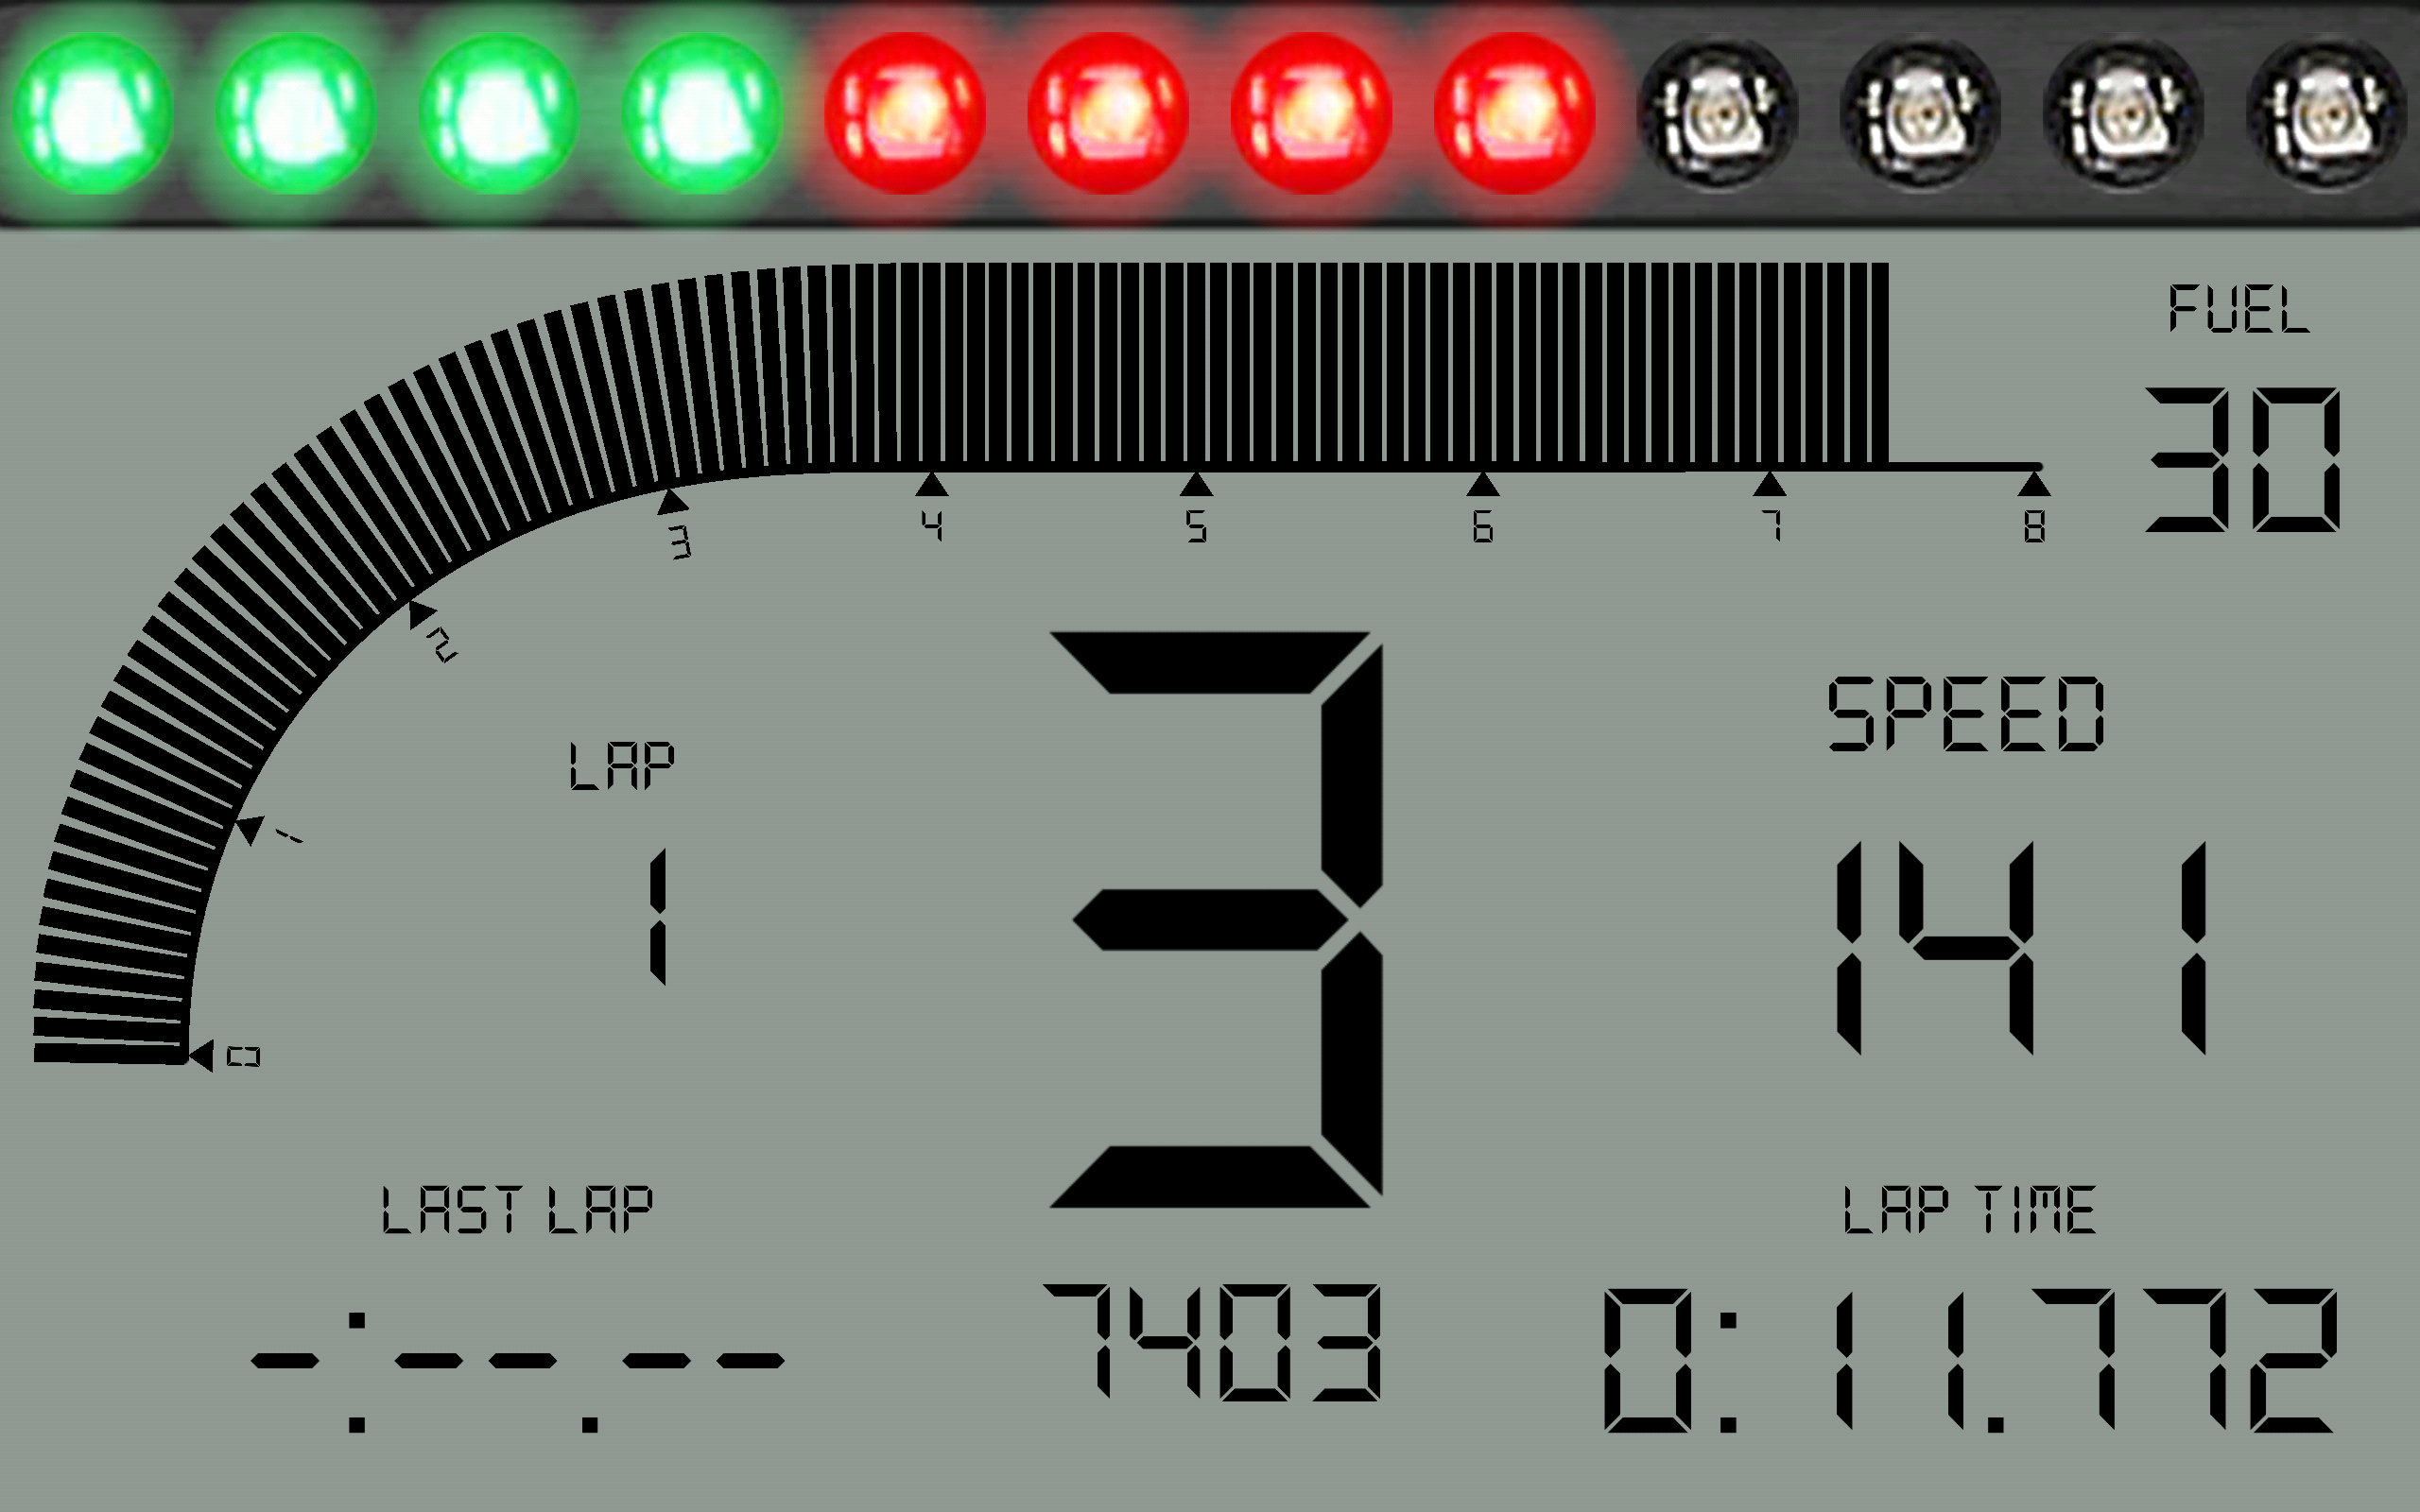 FUEL
30
0 1 2 3 4 5 6 7 8
LAP
1
3
SPEED
141
LAST LAP
-:--.--
7403
LAP TIME
0:11.772